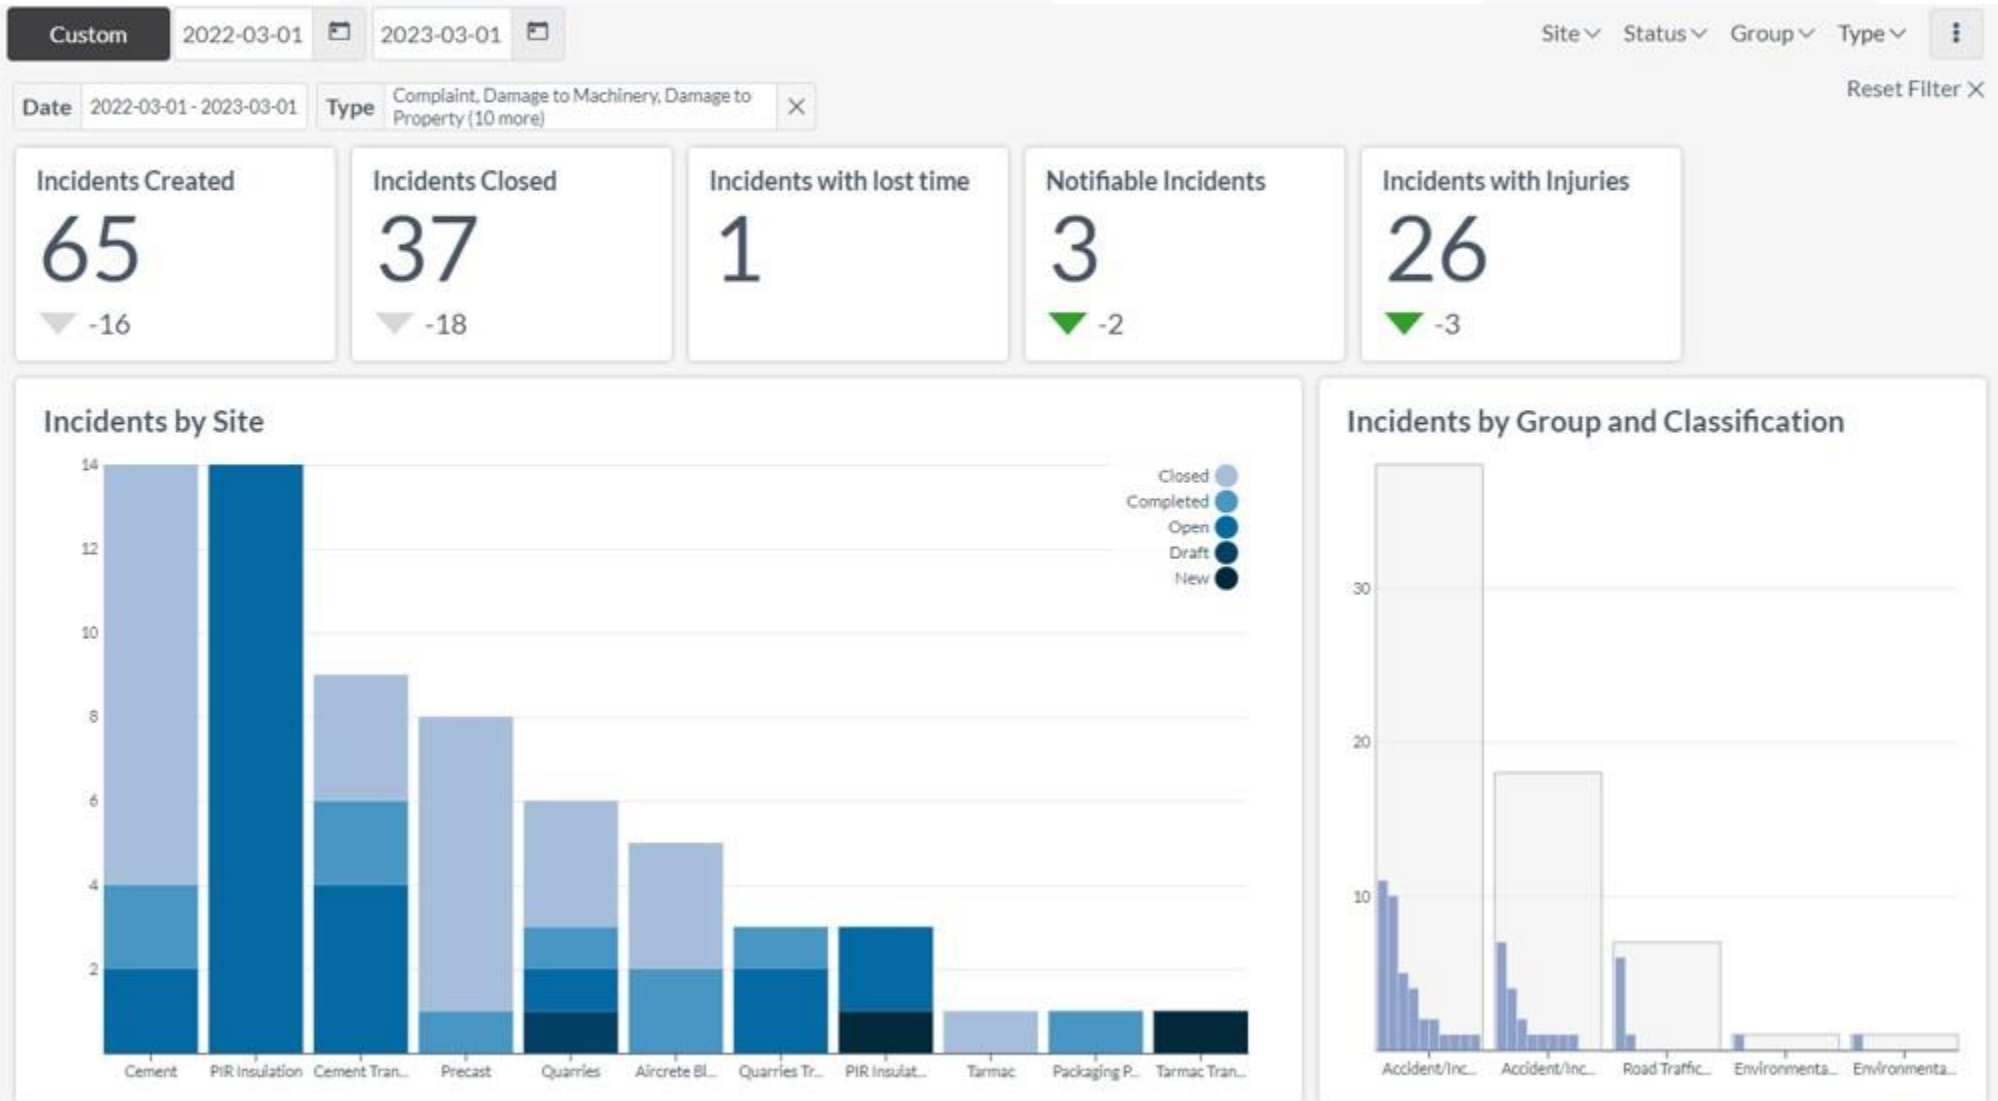 Custom 2022-03-01 2023-03-01 Site Status Group Type
Reset Filter
Date 2022-03-01 - 2023-03-01 Type Complaint, Damage to Machinery, Damage to
Property (10 more)
Incidents Created
65
-16
Incidents Closed
37
-18
Incidents with lost time
1
Notifiable Incidents
3
-2
Incidents with Injuries
26
-3
Incidents by Site
14
12
10
8
6
4
2
Closed
Completed
Open
Draft
New
Cement PIR Insulation Cement Tran... Precast Quarries Aircrete Bl... Quarries Tr... PIR Insulat... Tarmac Packaging P... Tarmac Tran...
Incidents by Group and Classification
30
20
10
Accident/Inc... Accident/Inc... Road Traffic... Environmenta... Environmenta...